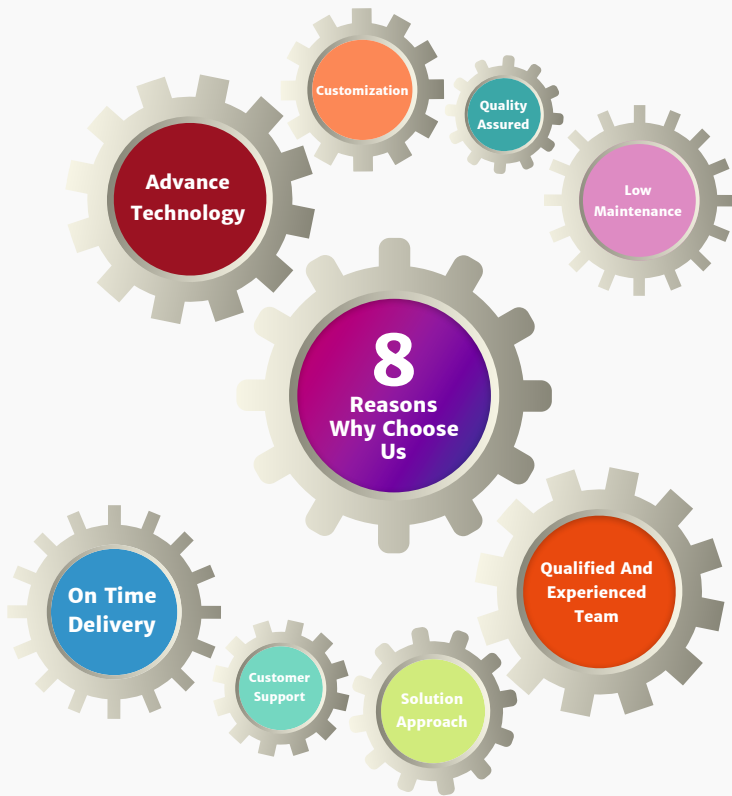 Customization
Quality
Assured
Advance
Technology
Low
Maintenance
8
Reasons
Why Choose
Us
Qualified And
Experienced
Team
On Time
Delivery
Customer
Support
Solution
Approach